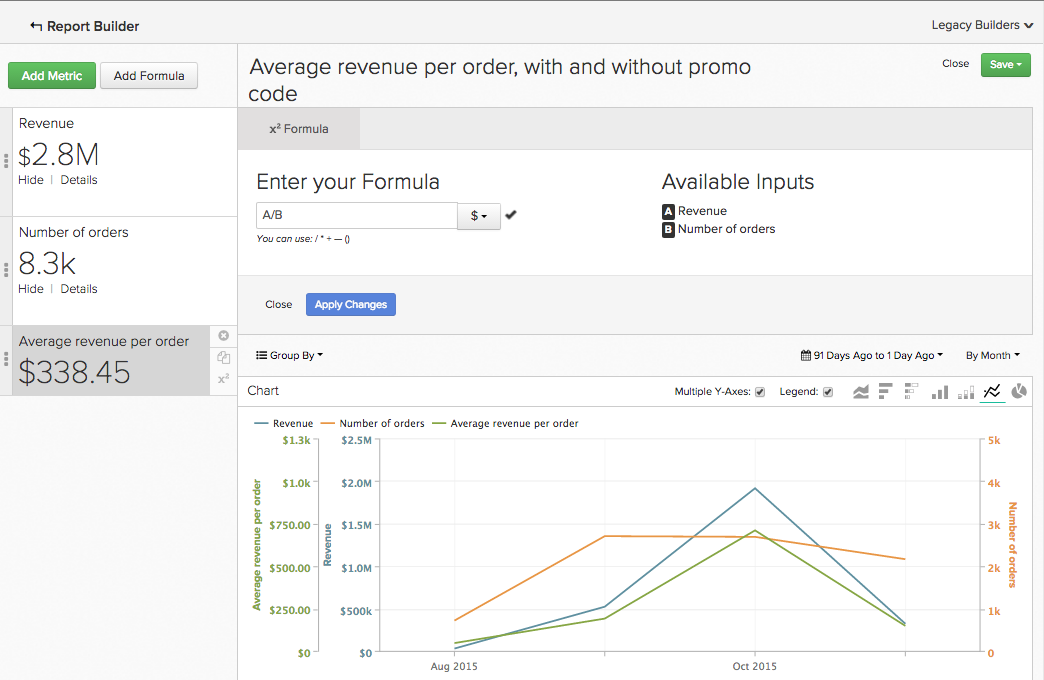 Report Builder
Legacy Builders
Add Metric
Add Formula
Average revenue per order, with and without promo
code
Close
Save
Revenue
$2.8M
Hide | Details
Number of orders
8.3k
Hide | Details
Average revenue per order
$338.45
x²
x² Formula
Enter your Formula
A/B
$
You can use: / * + — ()
Available Inputs
A Revenue
B Number of orders
Close
Apply Changes
Group By
91 Days Ago to 1 Day Ago
By Month
Chart
Multiple Y-Axes:
Legend:
Revenue
Number of orders
Average revenue per order
Average revenue per order
$1.3k
$1.0k
$750.00
$500.00
$250.00
$0
Revenue
$2.5M
$2.0M
$1.5M
$1.0M
$500k
$0
5k
4k
3k
2k
1k
0
Number of orders
Aug 2015
Oct 2015